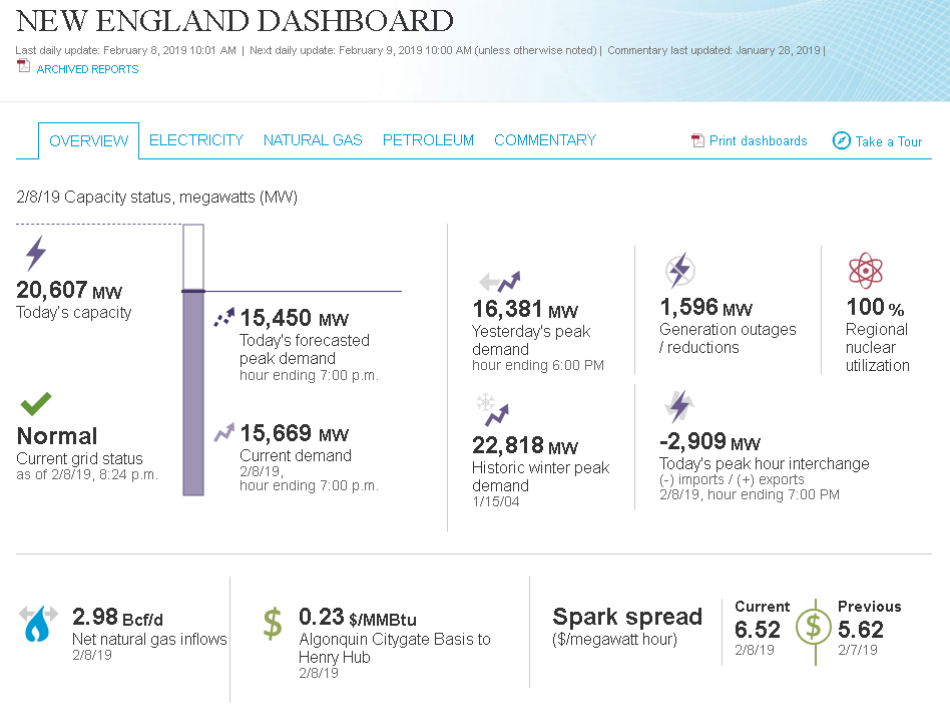 NEW ENGLAND DASHBOARD
Last daily update: February 8, 2019 10:01 AM | Next daily update: February 9, 2019 10:00 AM (unless otherwise noted) | Commentary last updated: January 28, 2019 |
ARCHIVED REPORTS
OVERVIEW ELECTRICITY NATURAL GAS PETROLEUM COMMENTARY Print dashboards Take a Tour
2/8/19 Capacity status, megawatts (MW)
20,607 MW
Today's capacity
15,450 MW
Today's forecasted
peak demand
hour ending 7:00 p.m.
Normal
Current grid status
as of 2/8/19, 8:24 p.m.
15,669 MW
Current demand
2/8/19,
hour ending 7:00 p.m.
16,381 MW
Yesterday's peak
demand
hour ending 6:00 PM
1,596 MW
Generation outages
/ reductions
100 %
Regional
nuclear
utilization
22,818 MW
Historic winter peak
demand
1/15/04
-2,909 MW
Today's peak hour interchange
(-) imports / (+) exports
2/8/19, hour ending 7:00 PM
2.98 Bcf/d
Net natural gas inflows
2/8/19
$
0.23 $/MMBtu
Algonquin Citygate Basis to
Henry Hub
2/8/19
Spark spread
($/megawatt hour)
Current
6.52
2/8/19
$
Previous
5.62
2/7/19